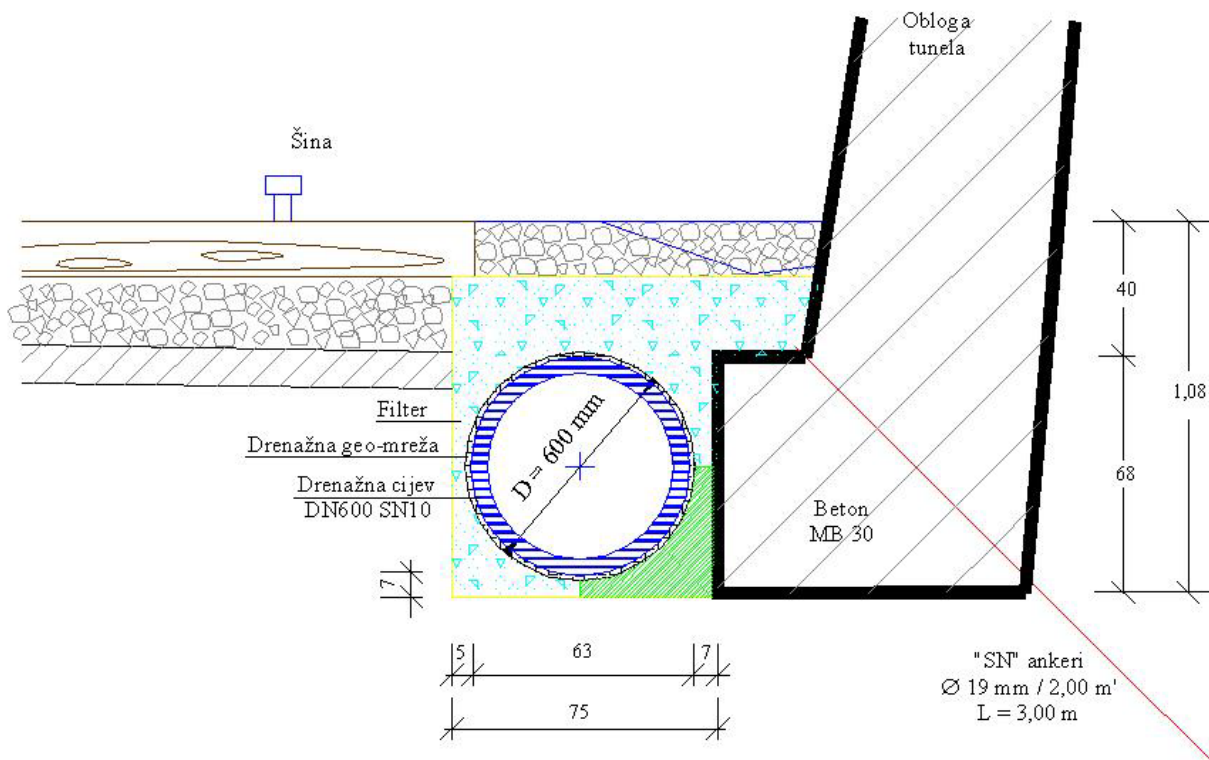 Obloga
tunela
Šina
40
1,08
Filter
Drenažna geo-mreža
Drenažna cijev
DN600 SN10
D= 600 mm
68
Beton
MB 30
7
5
63
7
75
"SN" ankeri
Ø 19 mm / 2,00 m'
L = 3,00 m